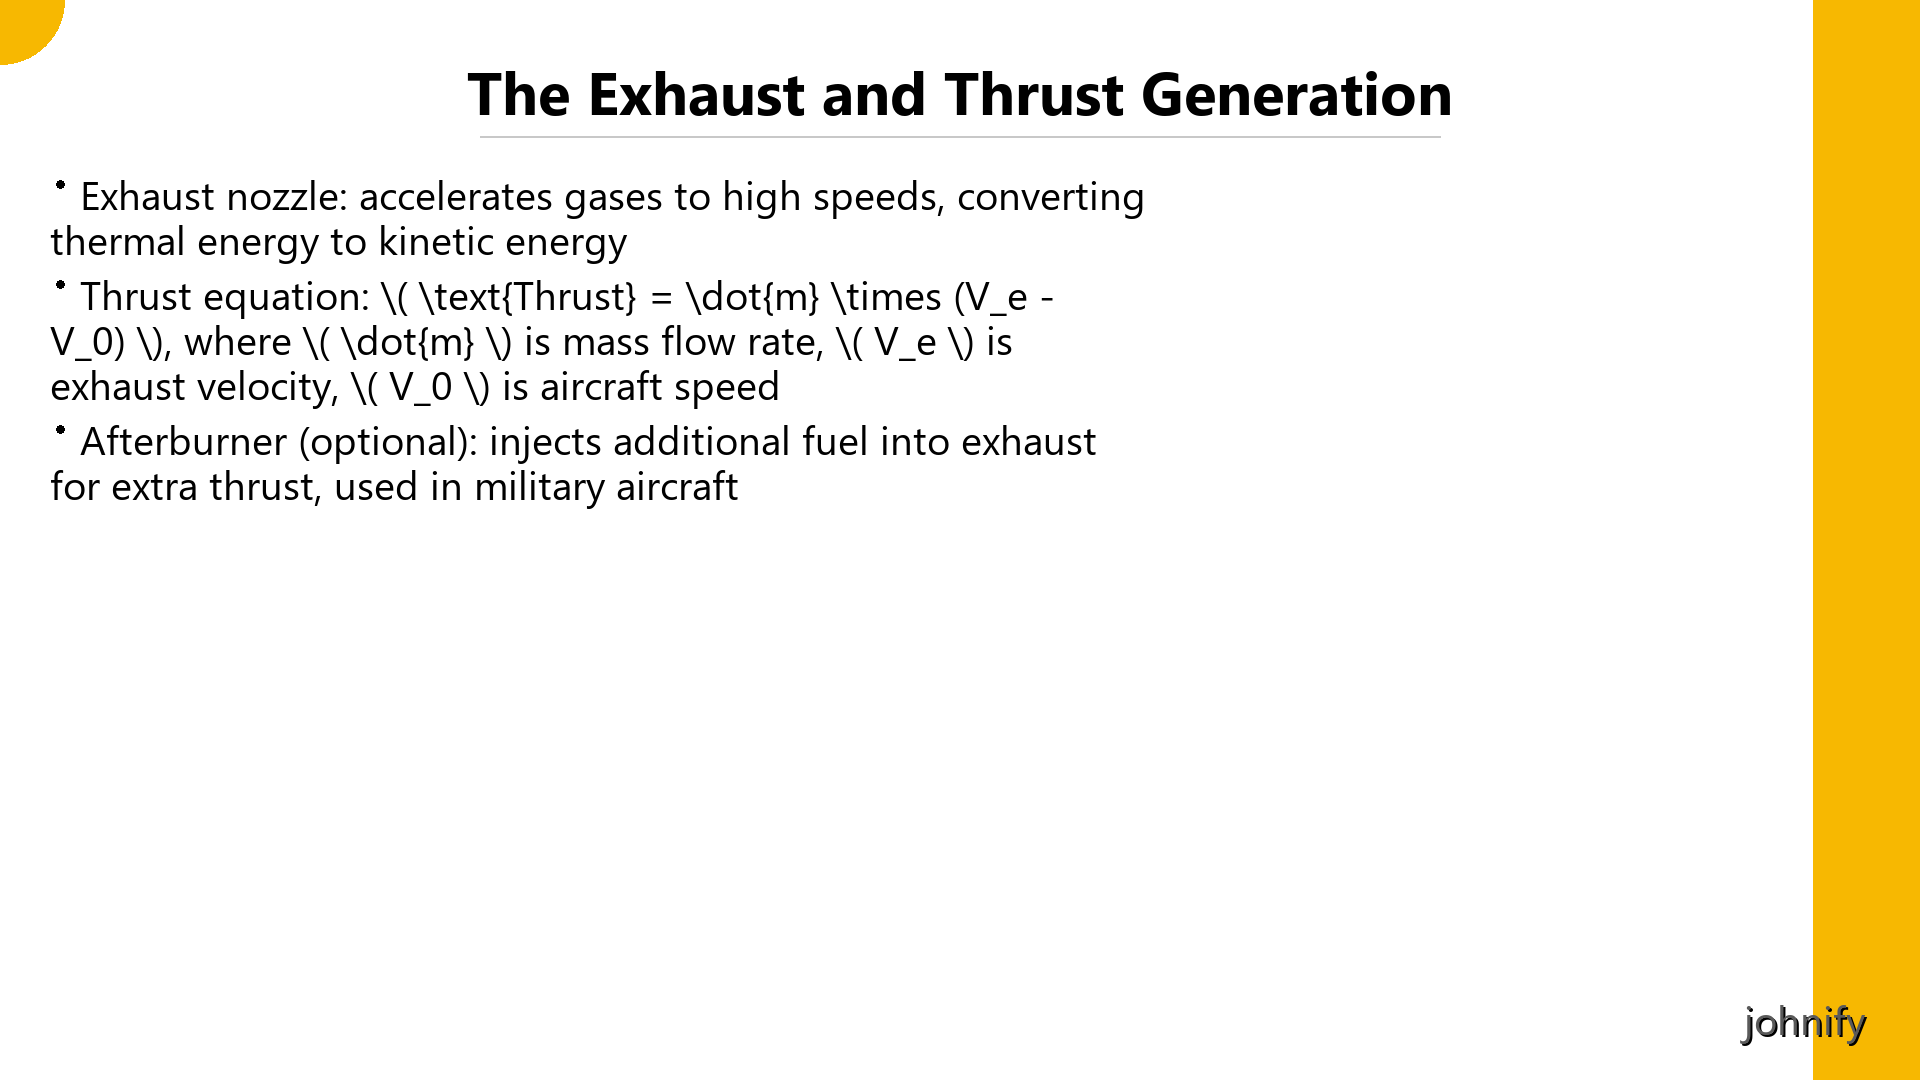 The Exhaust and Thrust Generation
• Exhaust nozzle: accelerates gases to high speeds, converting
thermal energy to kinetic energy
• Thrust equation: \( \text{Thrust} = \dot{m} \times (V_e -
V_0) \), where \( \dot{m} \) is mass flow rate, \( V_e \) is
exhaust velocity, \( V_0 \) is aircraft speed
• Afterburner (optional): injects additional fuel into exhaust
for extra thrust, used in military aircraft
johnify